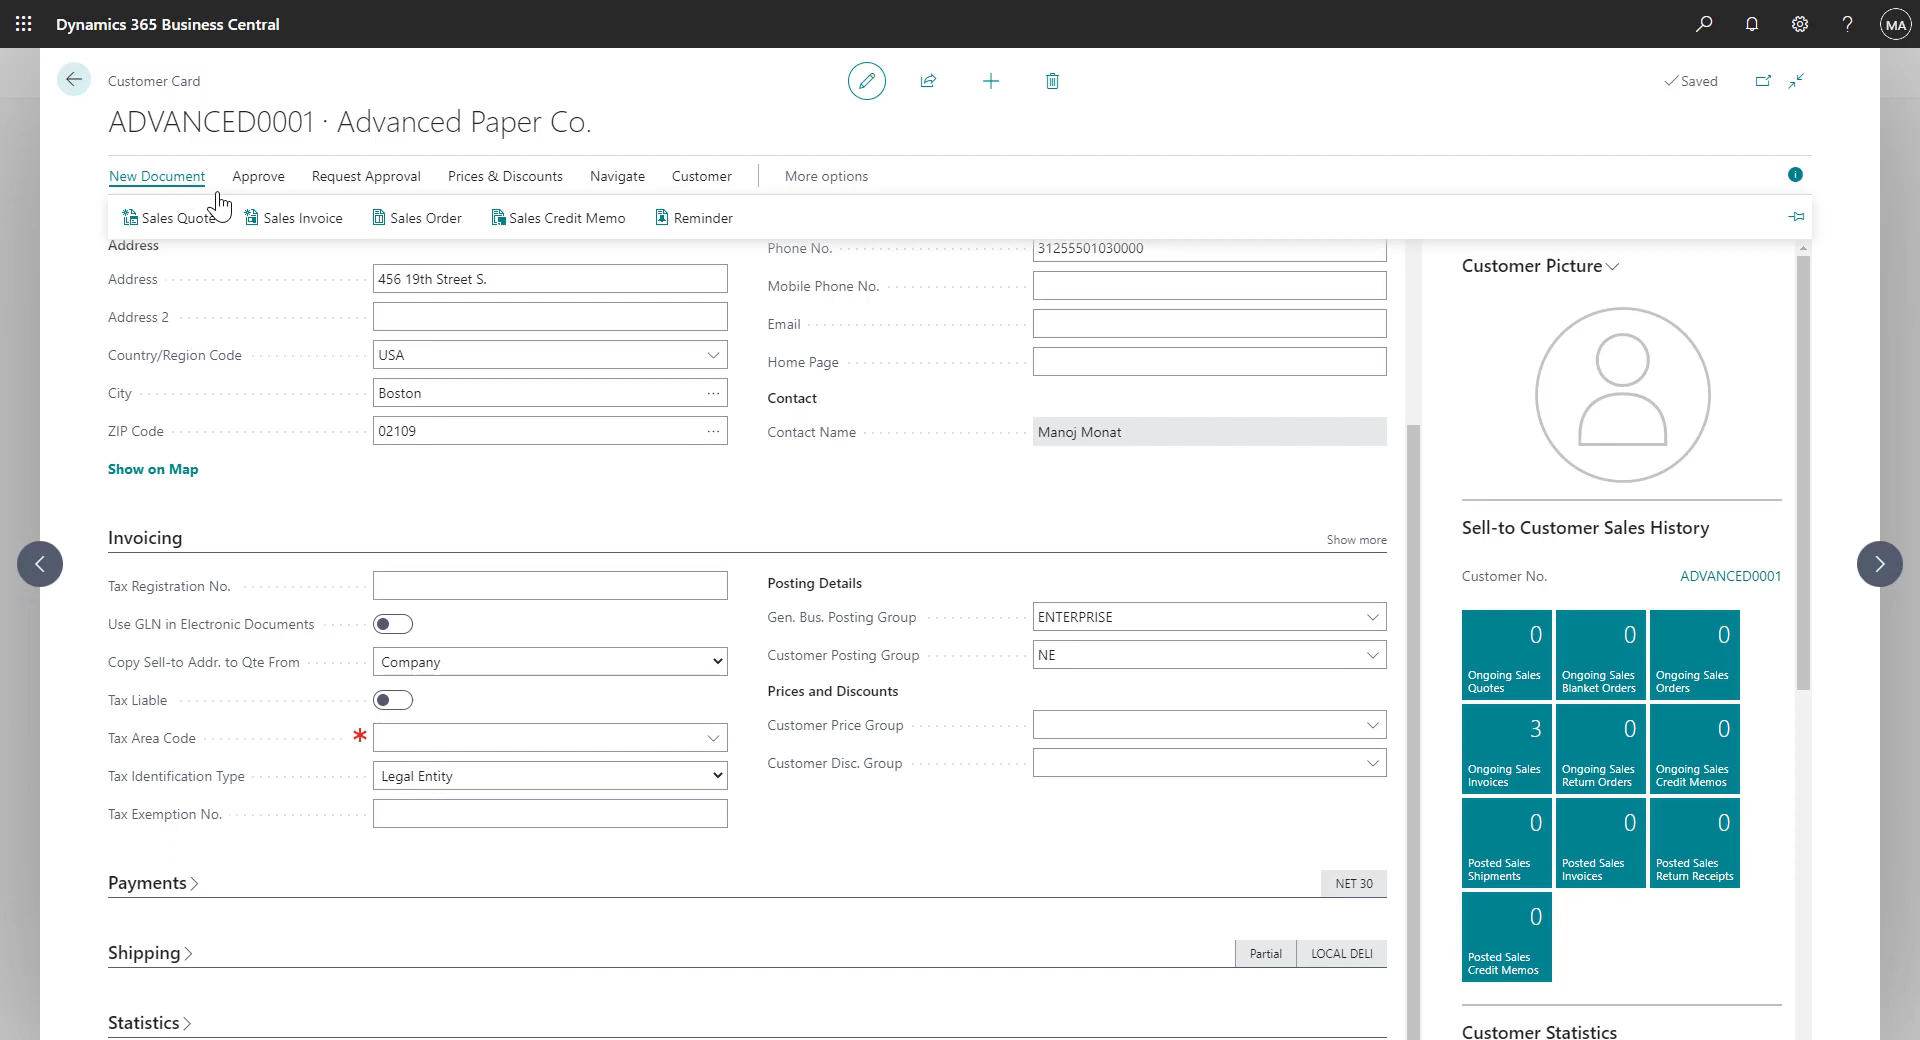 Dynamics 365 Business Central
?
MA
Customer Card
Saved
ADVANCED0001 · Advanced Paper Co.
New Document
Approve
Request Approval
Prices & Discounts
Navigate
Customer
More options
Sales Quote
Sales Invoice
Sales Order
Sales Credit Memo
Reminder
Address
Address
456 19th Street S.
Address 2
Country/Region Code
USA
City
Boston
ZIP Code
02109
Show on Map
Phone No.
31255501030000
Mobile Phone No.
Email
Home Page
Contact
Contact Name
Manoj Monat
Invoicing
Show more
Tax Registration No.
Use GLN in Electronic Documents
Copy Sell-to Addr. to Qte From
Company
Tax Liable
Tax Area Code
*
Tax Identification Type
Legal Entity
Tax Exemption No.
Posting Details
Gen. Bus. Posting Group
ENTERPRISE
Customer Posting Group
NE
Prices and Discounts
Customer Price Group
Customer Disc. Group
Payments
NET 30
Shipping
Partial
LOCAL DELI
Statistics
Customer Picture
Sell-to Customer Sales History
Customer No.
ADVANCED0001
0
Ongoing Sales
Quotes
0
Ongoing Sales
Blanket Orders
0
Ongoing Sales
Orders
3
Ongoing Sales
Invoices
0
Ongoing Sales
Return Orders
0
Ongoing Sales
Credit Memos
0
Posted Sales
Shipments
0
Posted Sales
Invoices
0
Posted Sales
Return Receipts
0
Posted Sales
Credit Memos
Customer Statistics